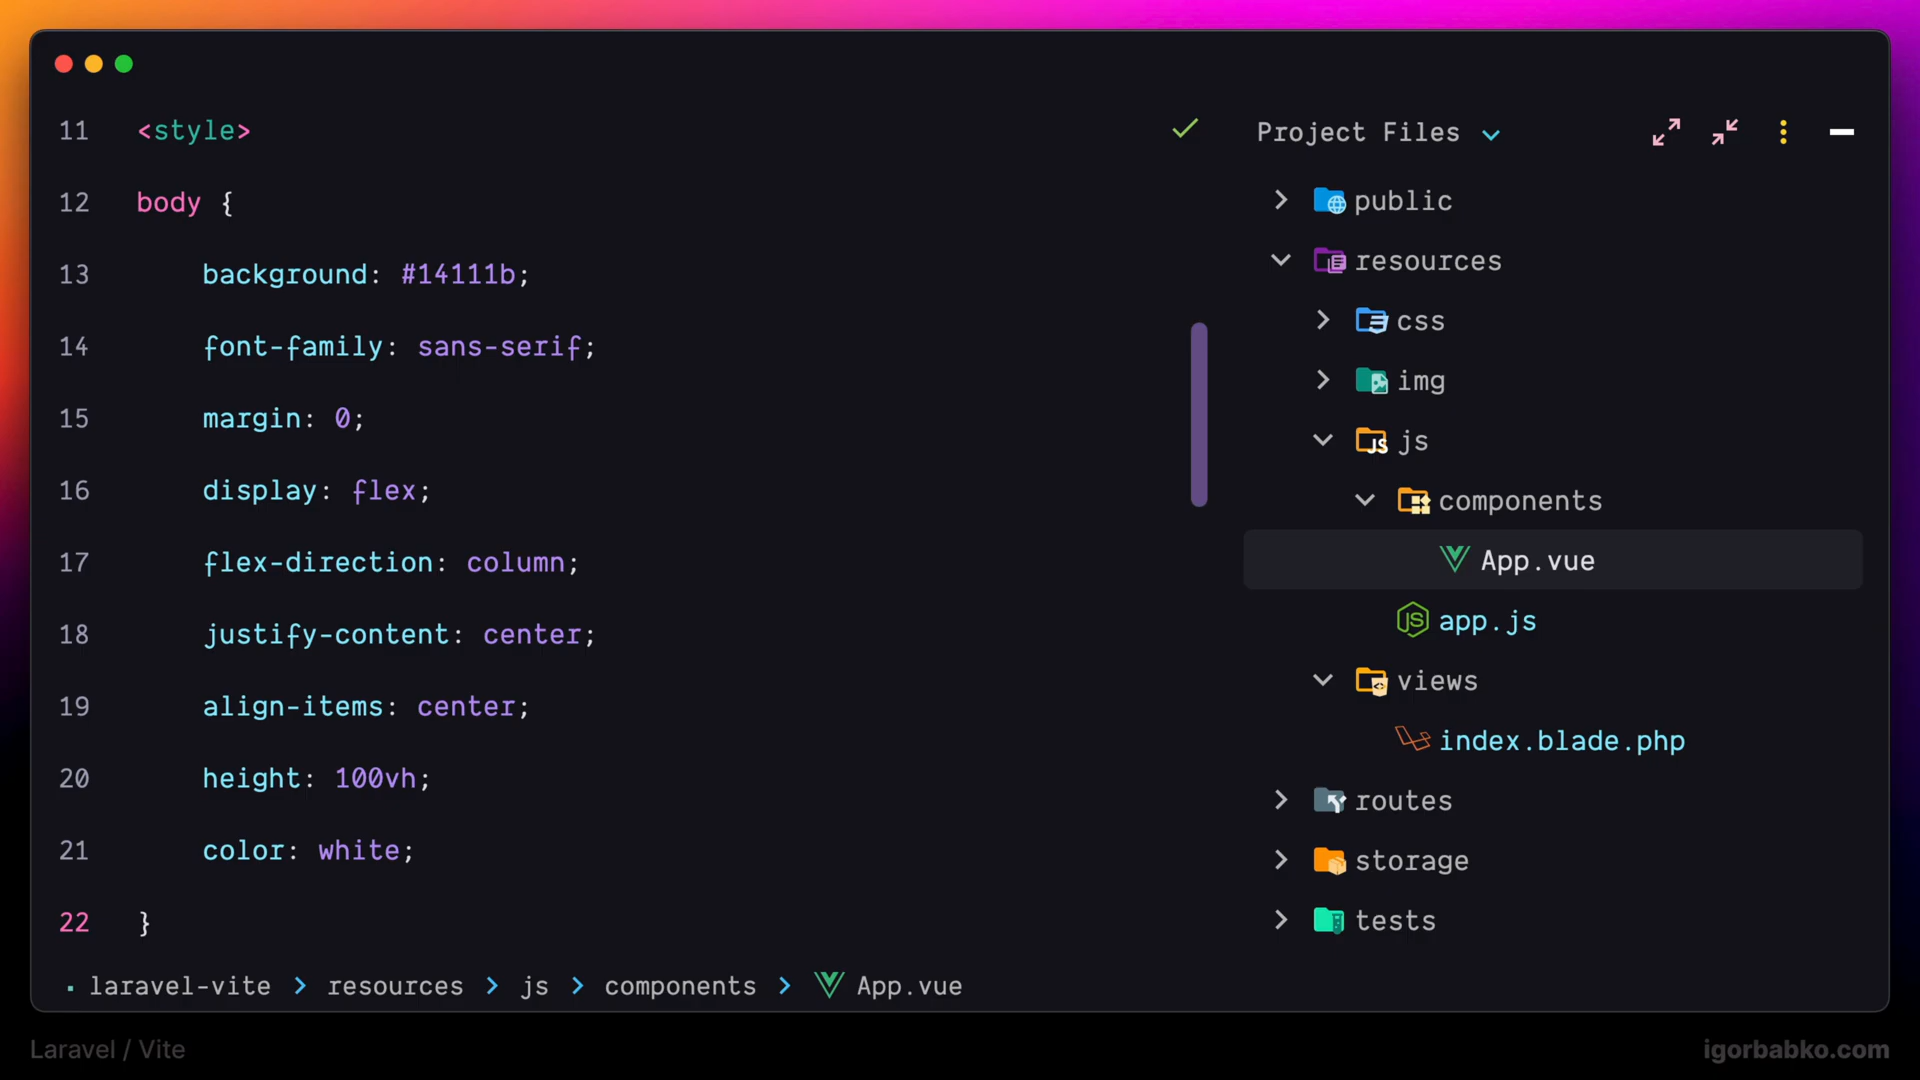 11 <style>
12 body {
13 background: #14111b;
14 font-family: sans-serif;
15 margin: 0;
16 display: flex;
17 flex-direction: column;
18 justify-content: center;
19 align-items: center;
20 height: 100vh;
21 color: white;
22 }
Project Files
public
resources
css
img
JS js
components
App.vue
JS app.js
views
index.blade.php
routes
storage
tests
laravel-vite > resources > js > components > App.vue
Laravel / Vite
igorbabko.com